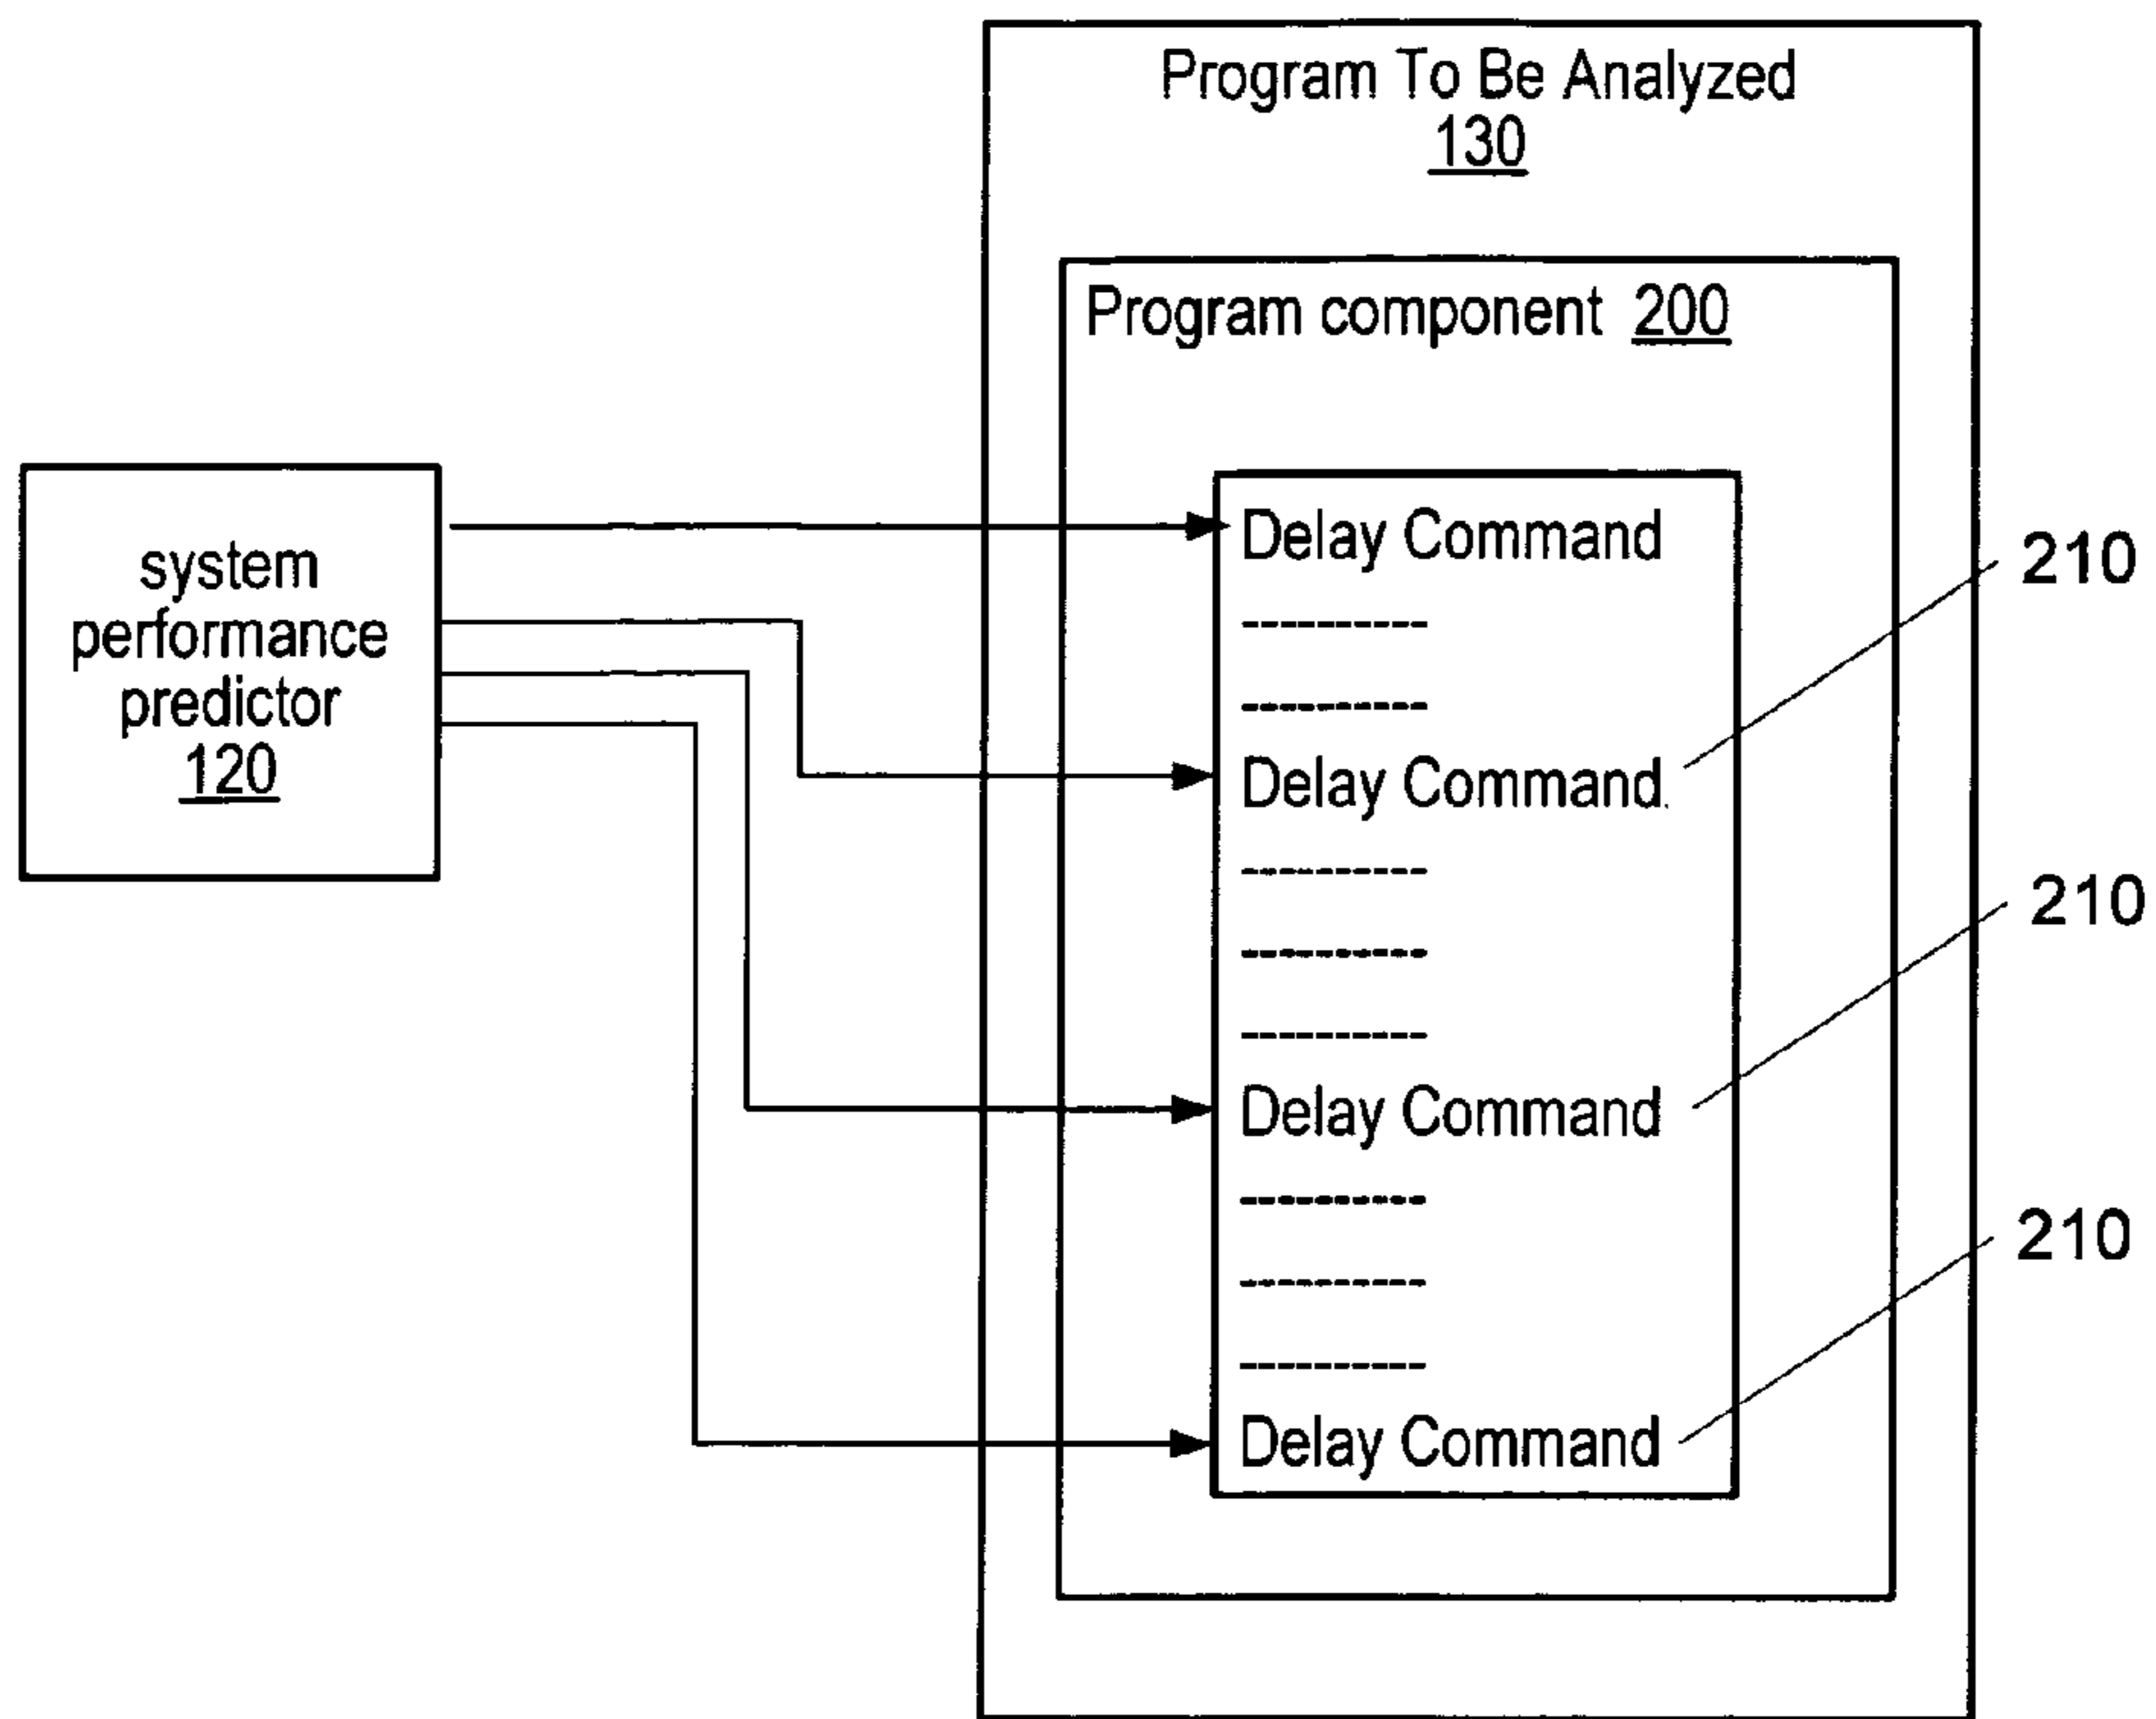 Program To Be Analyzed
130
Program component 200
system
performance
predictor
120
Delay Command
----------
----------
Delay Command
210
----------
----------
----------
Delay Command
210
----------
----------
----------
Delay Command
210